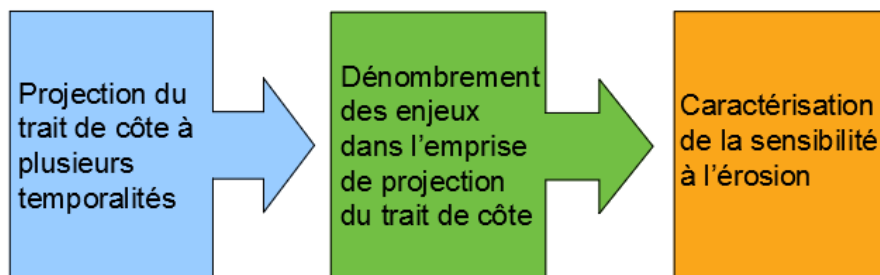 Projection du
trait de côte à
plusieurs
temporalités
Dénombrement
des enjeux
dans l'emprise
de projection
du trait de côte
Caractérisation
de la sensibilité
à l'érosion